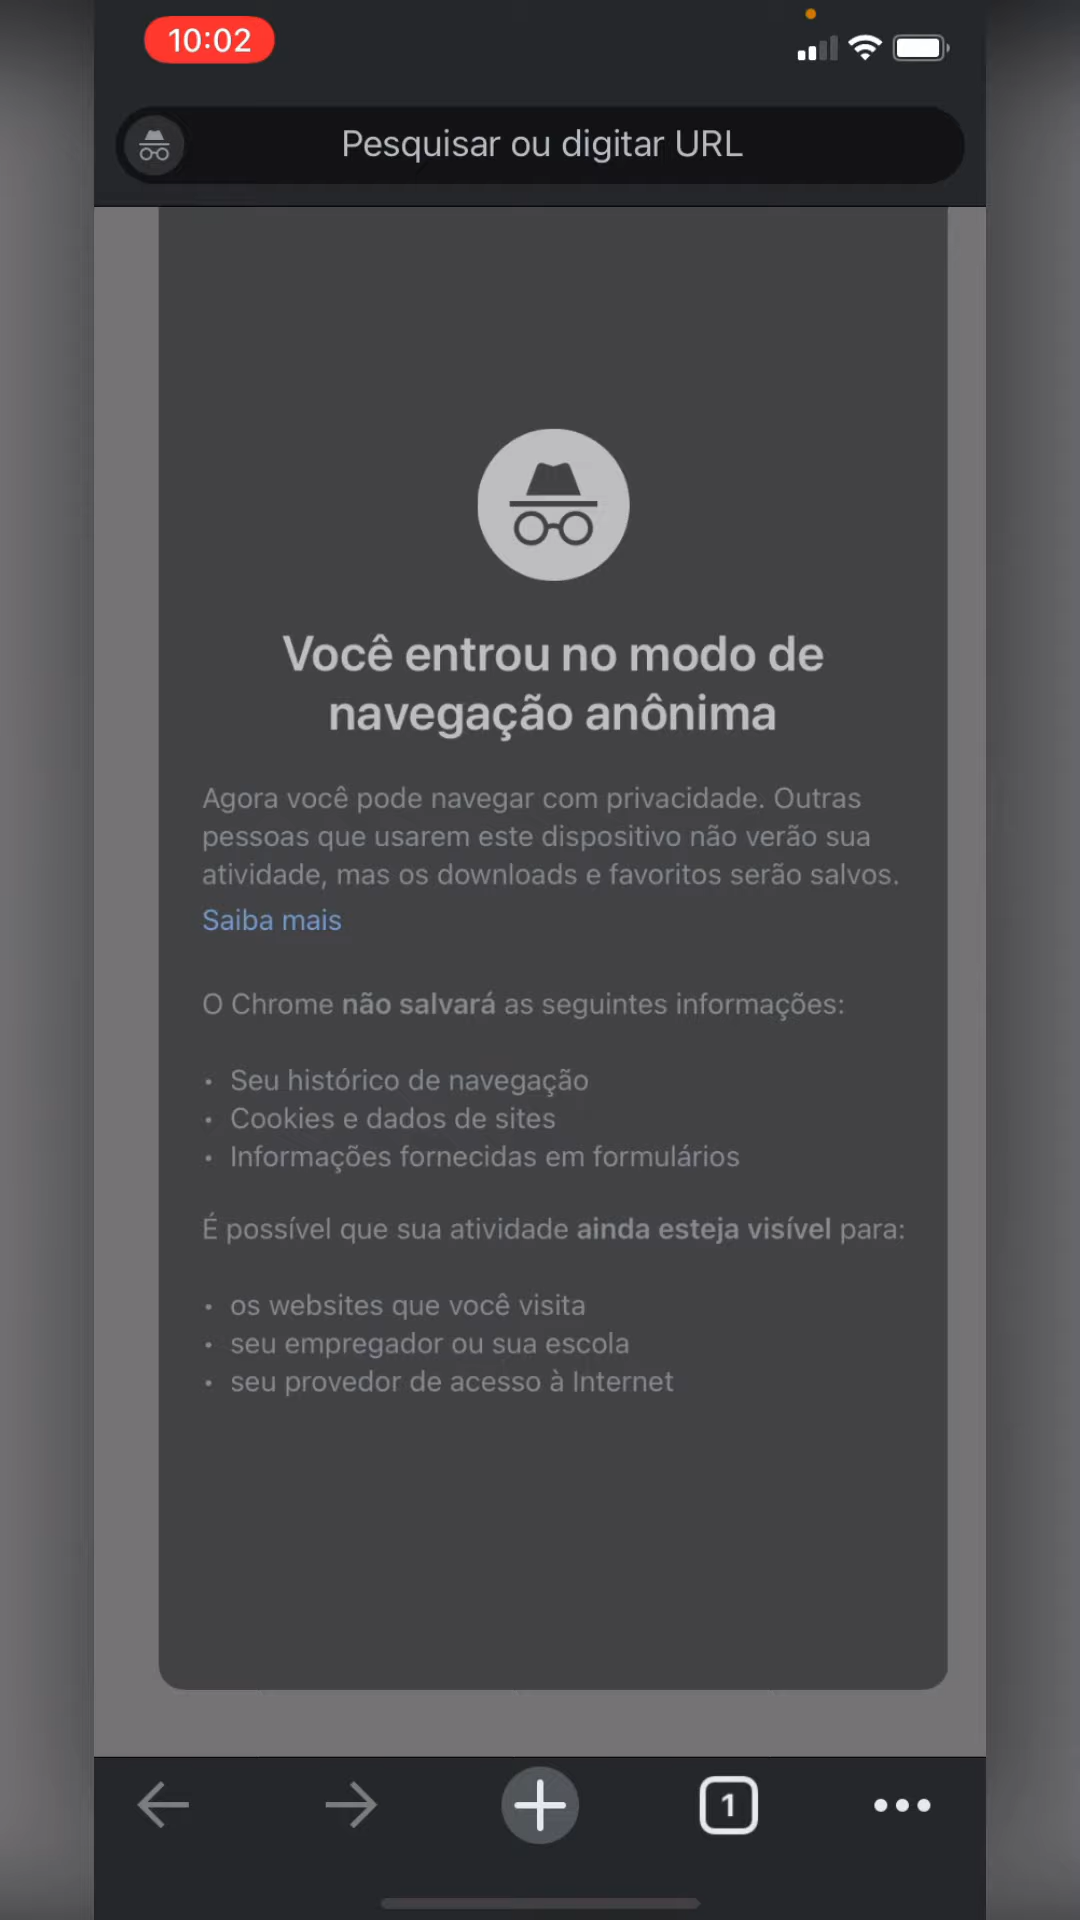 10:02
Pesquisar ou digitar URL
Você entrou no modo de
navegação anônima
Agora você pode navegar com privacidade. Outras
pessoas que usarem este dispositivo não verão sua
atividade, mas os downloads e favoritos serão salvos.
Saiba mais
O Chrome não salvará as seguintes informações:
• Seu histórico de navegação
• Cookies e dados de sites
• Informações fornecidas em formulários
É possível que sua atividade ainda esteja visível para:
• os websites que você visita
• seu empregador ou sua escola
• seu provedor de acesso à Internet
1